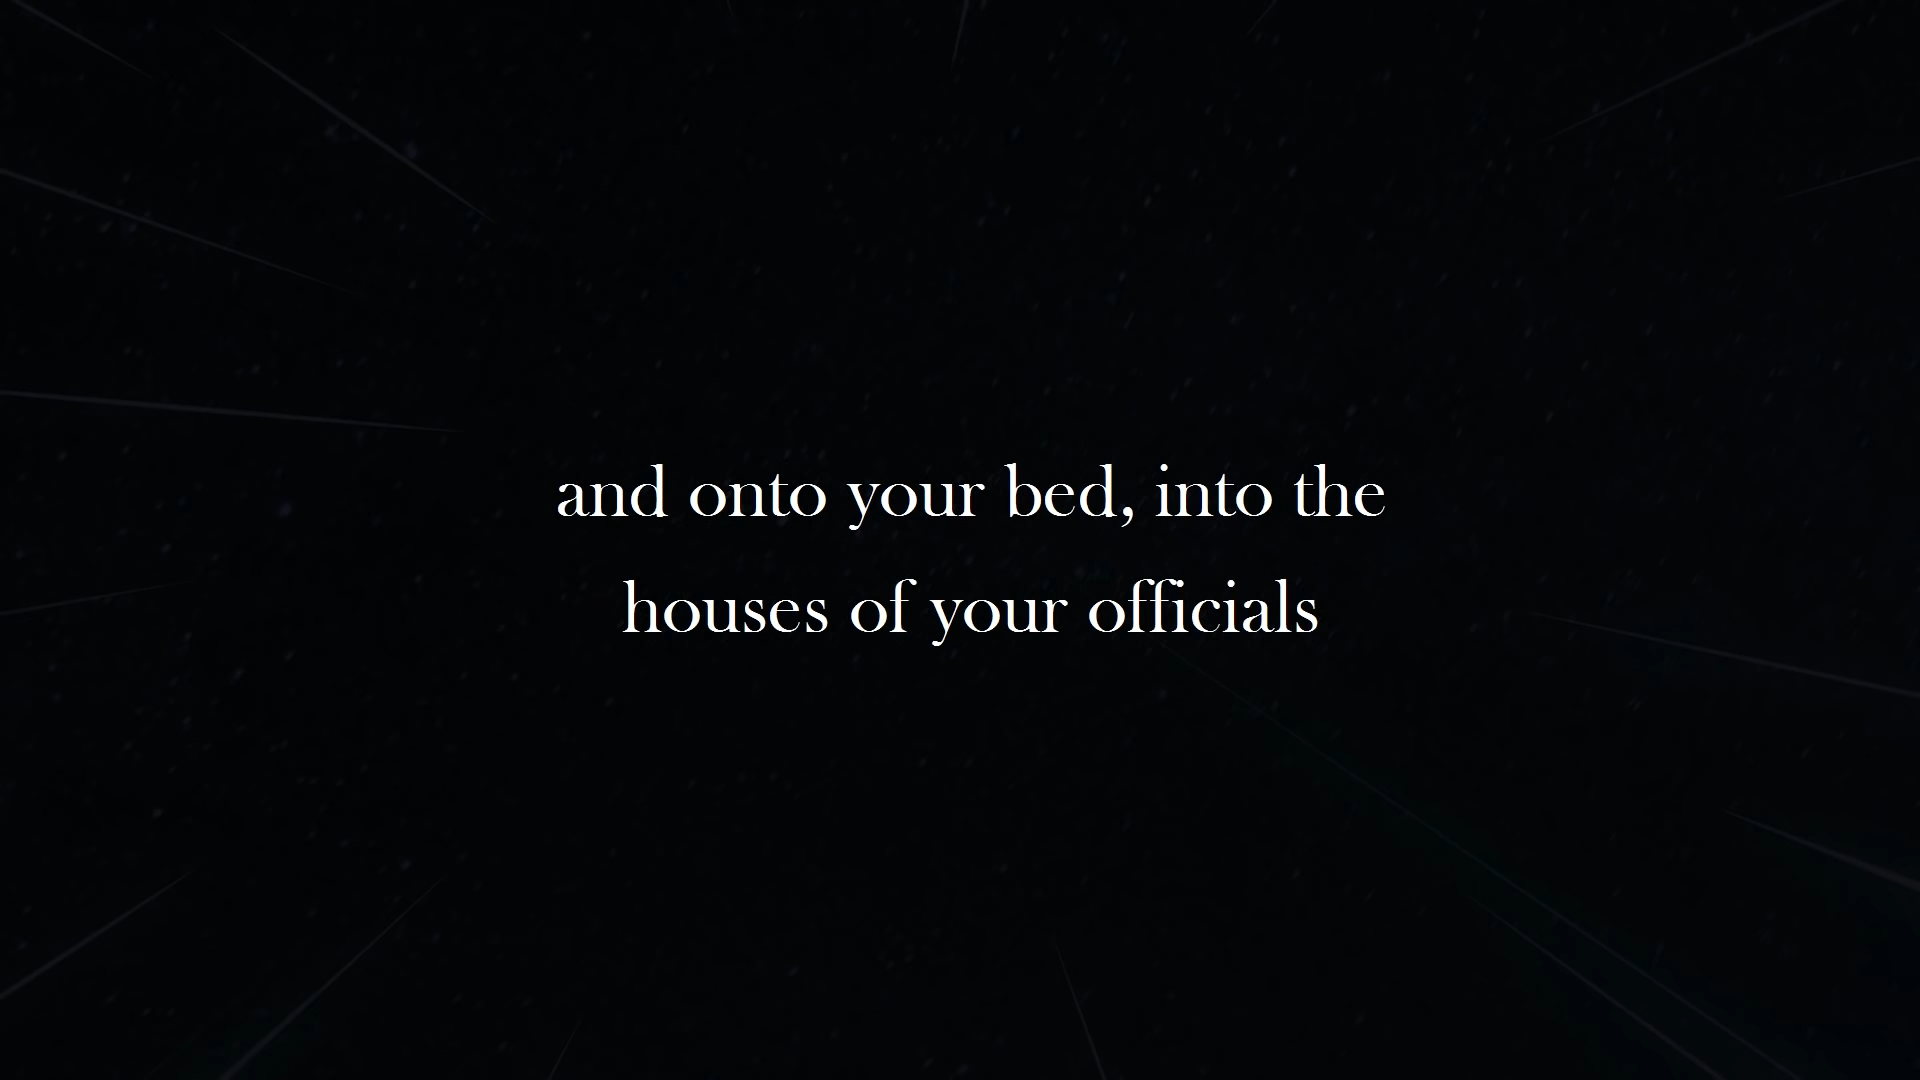 and onto your bed, into the
houses of your officials